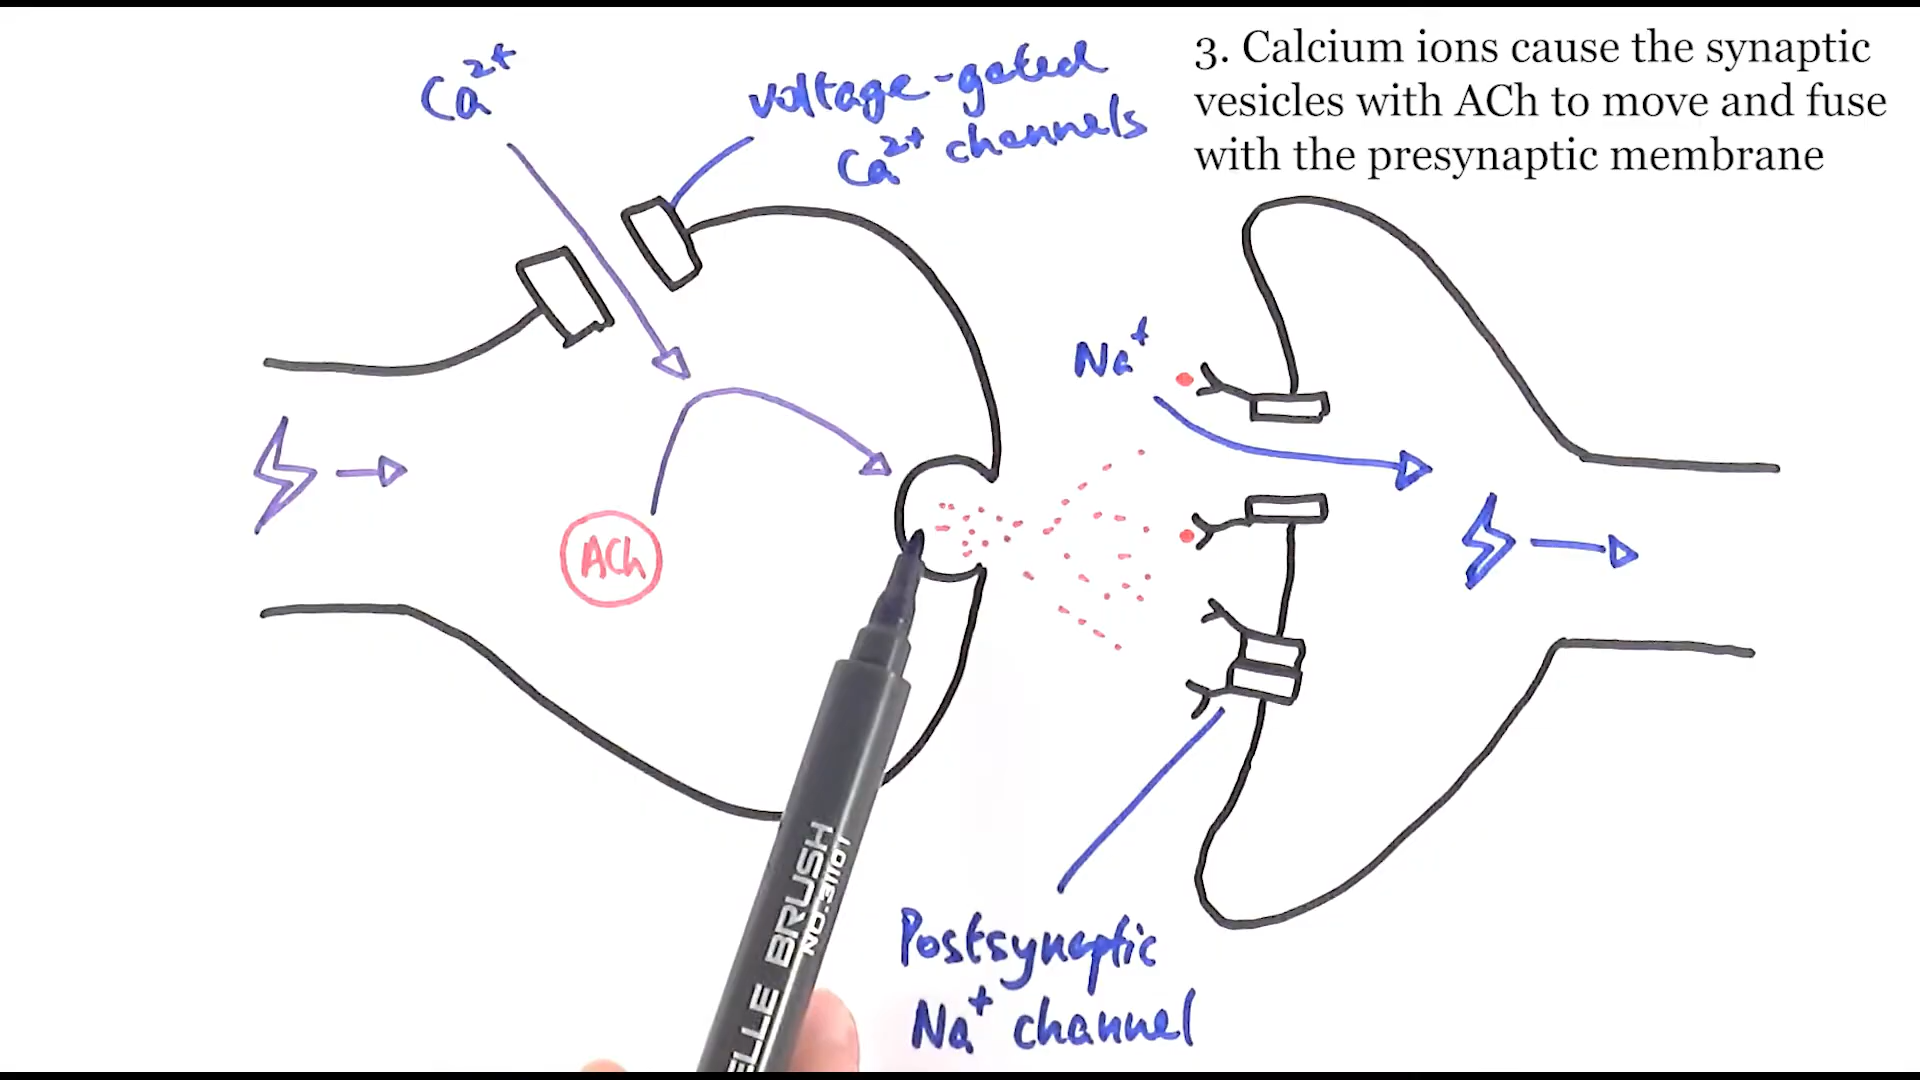 3. Calcium ions cause the synaptic
vesicles with ACh to move and fuse
with the presynaptic membrane
Ca²⁺
voltage-gated
Ca²⁺ channels
Na⁺
ACh
Postsynaptic
Na⁺ channel
ELLE BRUSH
NO.31101